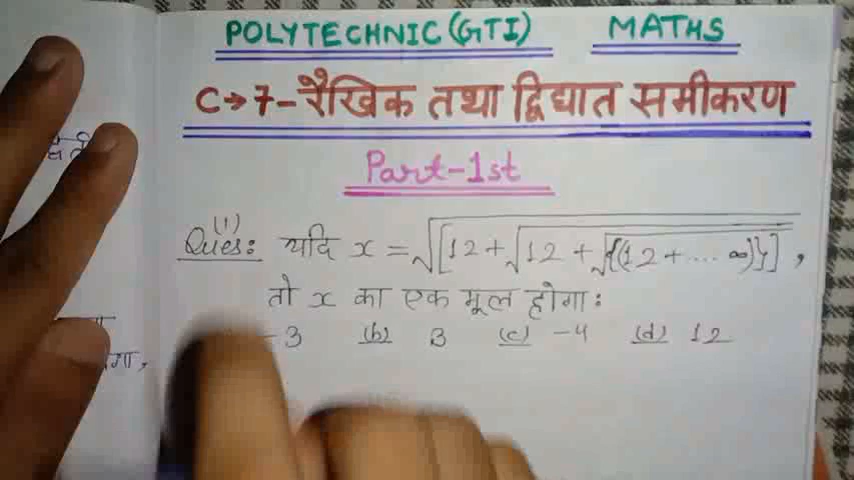 POLYTECHNIC (GTI) MATHS
C→7-रैखिक तथा द्विघात समीकरण
Part-1st
Ques:(1) यदि x = √[12+√12+√{(12+....∞)}],
तो x का एक मूल होगा:
-3 (b) 3 (c) -4 (d) 12